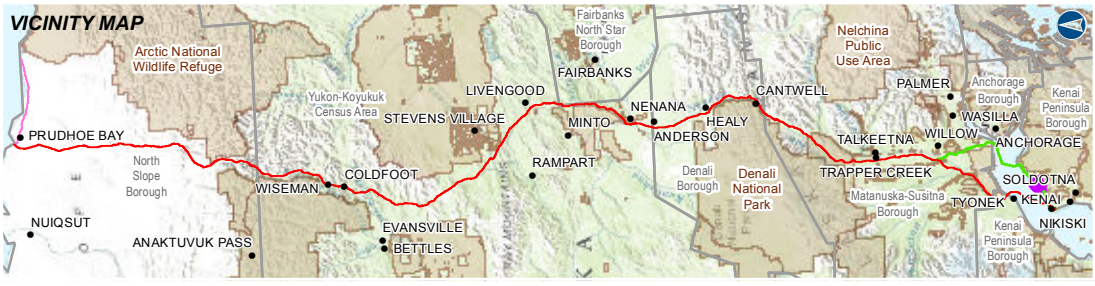 VICINITY MAP
Arctic National
Wildlife Refuge
Fairbanks
North Star
Borough
FAIRBANKS
Nelchina
Public
Use Area
PALMER
Anchorage
Borough
Kenai
Peninsula
Borough
Yukon-Koyukuk
Census Area
LIVENGOOD
STEVENS VILLAGE
MINTO
NENANA
ANDERSON
HEALY
CANTWELL
TALKEETNA
WILLOW
WASILLA
ANCHORAGE
PRUDHOE BAY
North
Slope
Borough
WISEMAN
COLDFOOT
RAMPART
Denali
Borough
Denali
National
Park
TRAPPER CREEK
Matanuska-Susitna
Borough
SOLDOTNA
TYONEK
KENAI
NIKISKI
NUIQSUT
ANAKTUVUK PASS
EVANSVILLE
BETTLES
Kenai
Peninsula
Borough